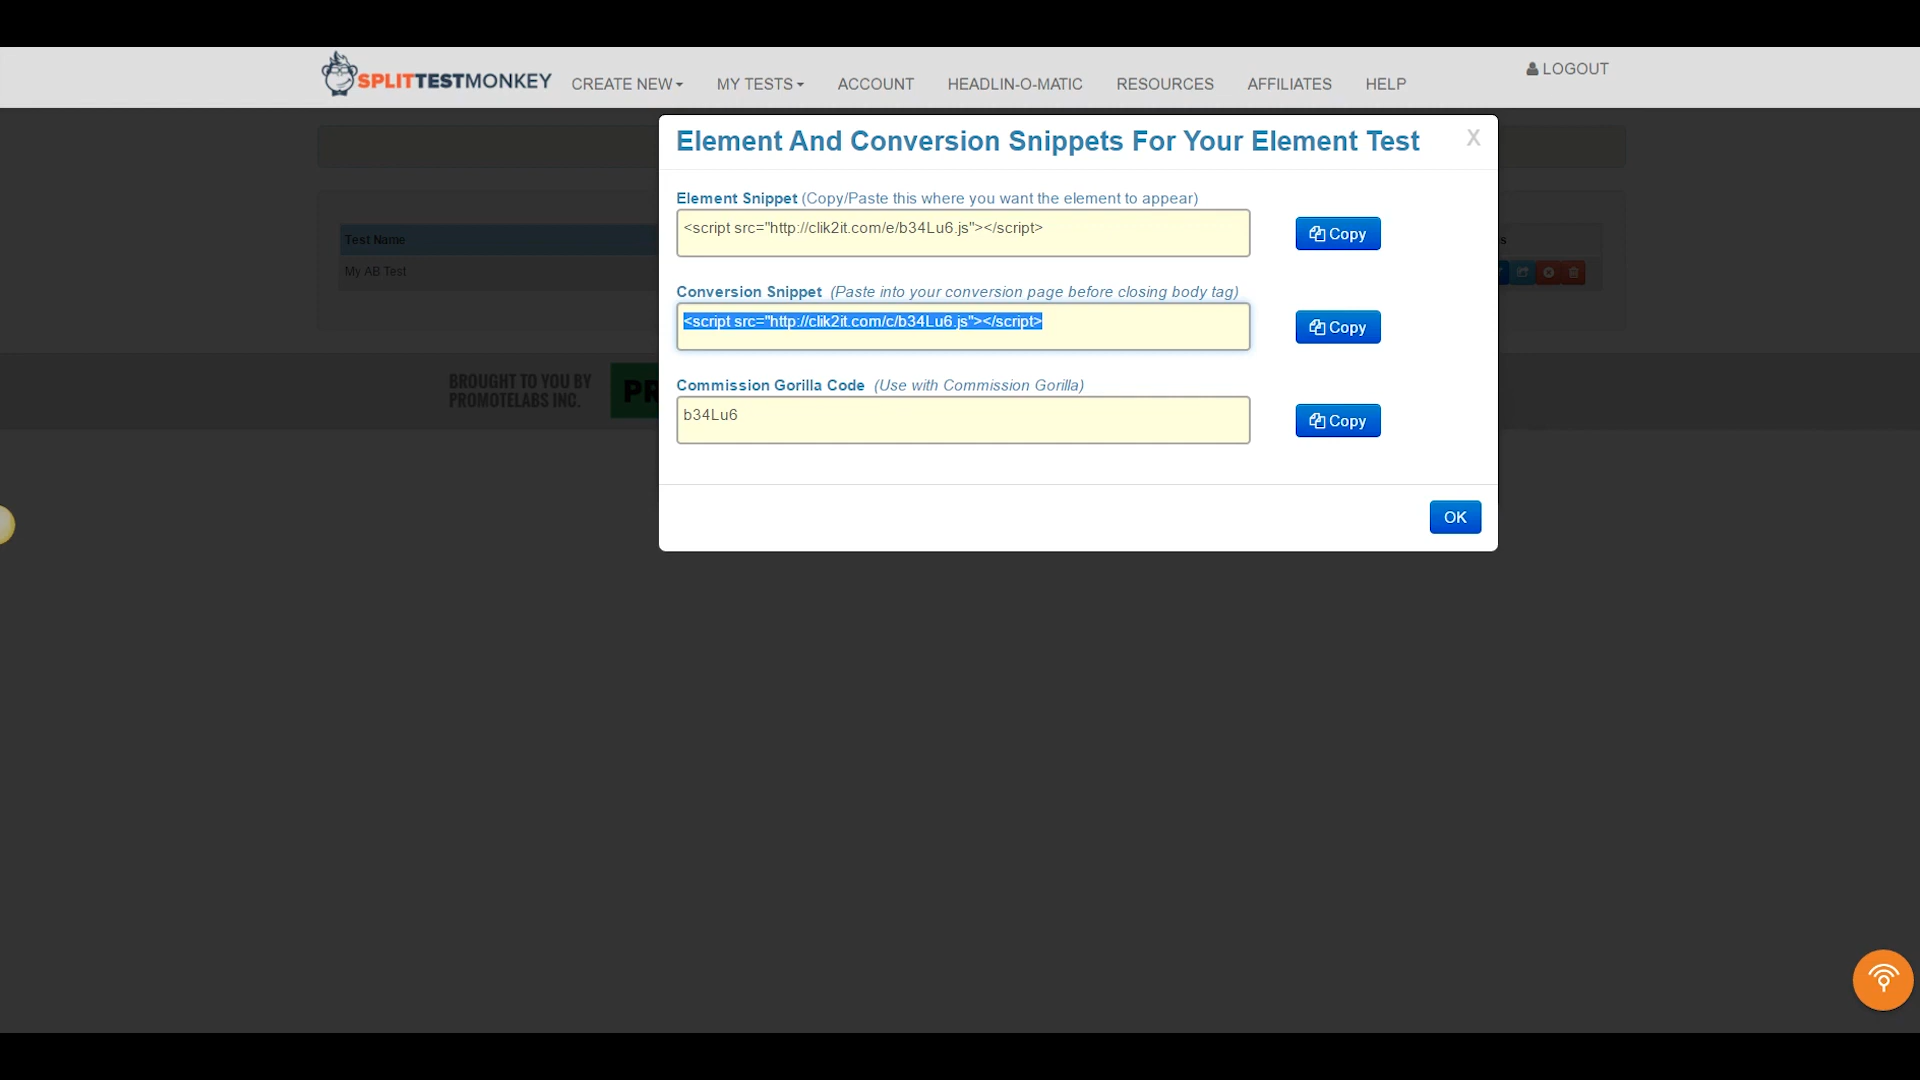 SPLITTESTMONKEY
CREATE NEW
MY TESTS
ACCOUNT
HEADLIN-O-MATIC
RESOURCES
AFFILIATES
HELP
LOGOUT
Element And Conversion Snippets For Your Element Test
X
Element Snippet (Copy/Paste this where you want the element to appear)
<script src="http://clik2it.com/e/b34Lu6.js"></script>
Copy
Conversion Snippet (Paste into your conversion page before closing body tag)
<script src="http://clik2it.com/c/b34Lu6.js"></script>
Copy
Commission Gorilla Code (Use with Commission Gorilla)
b34Lu6
Copy
OK
Test Name
My AB Test
BROUGHT TO YOU BY
PROMOTELABS INC.